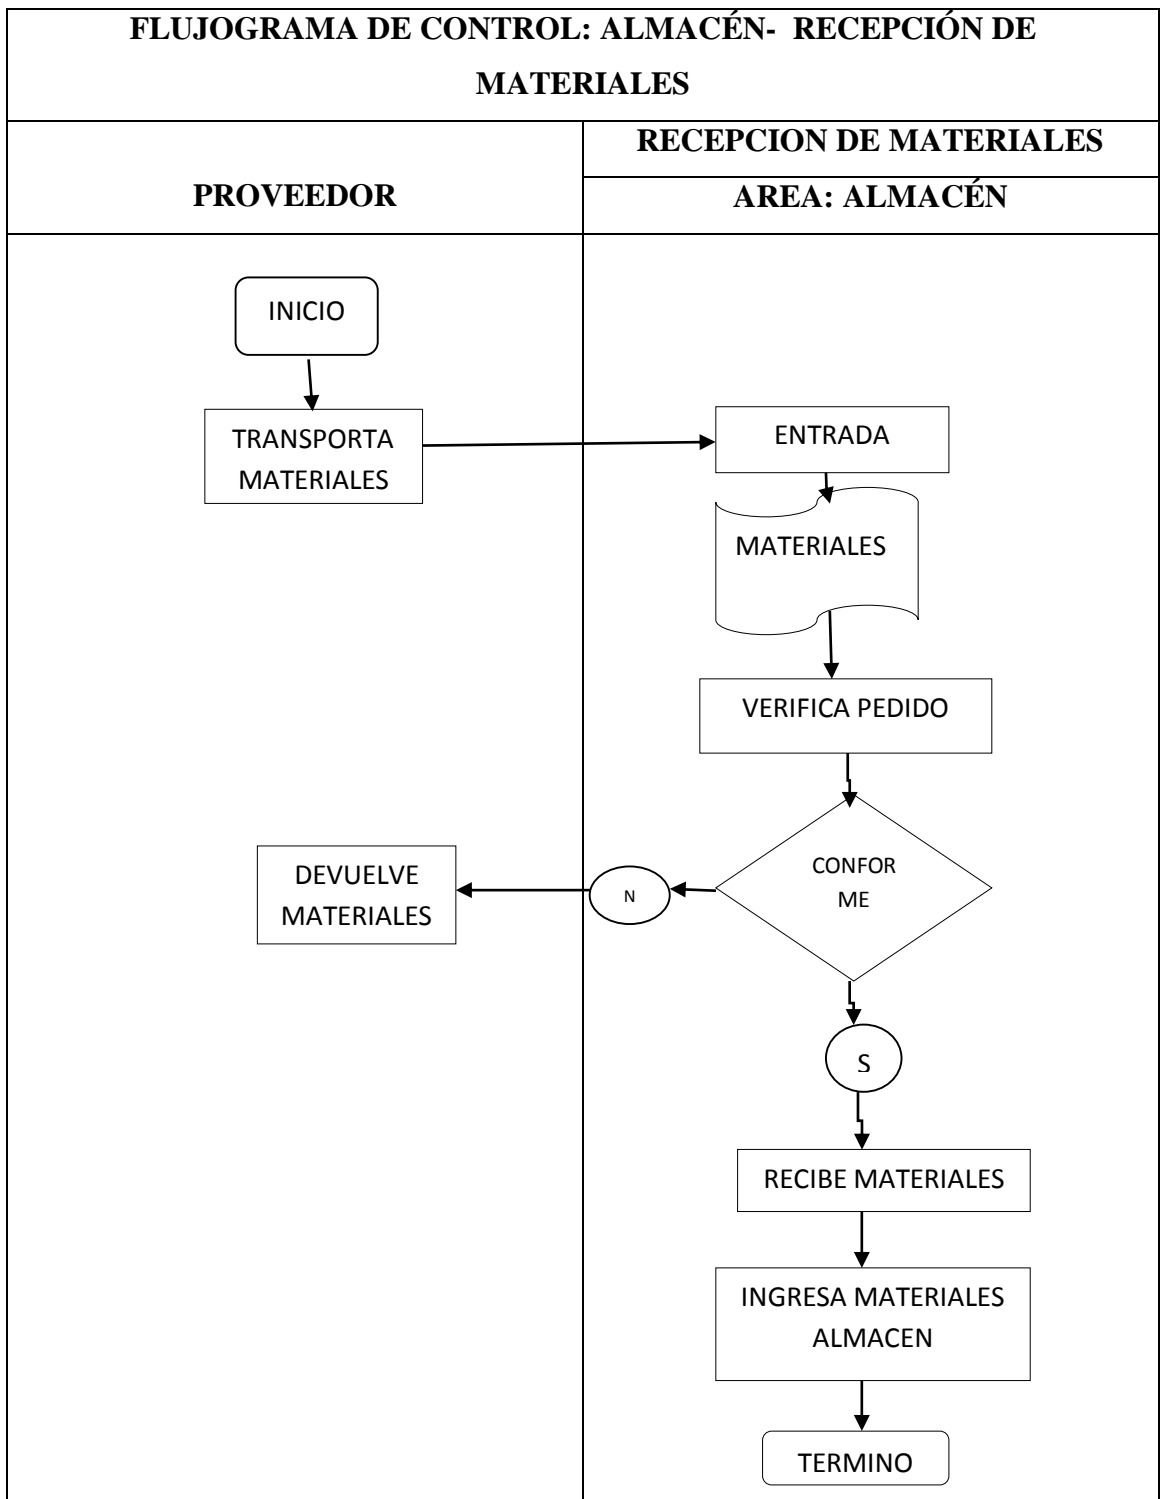 FLUJOGRAMA DE CONTROL: ALMACÉN- RECEPCIÓN DE
MATERIALES
PROVEEDOR
RECEPCION DE MATERIALES
AREA: ALMACÉN
INICIO
TRANSPORTA
MATERIALES
ENTRADA
MATERIALES
VERIFICA PEDIDO
CONFOR
ME
N
DEVUELVE
MATERIALES
S
RECIBE MATERIALES
INGRESA MATERIALES
ALMACEN
TERMINO